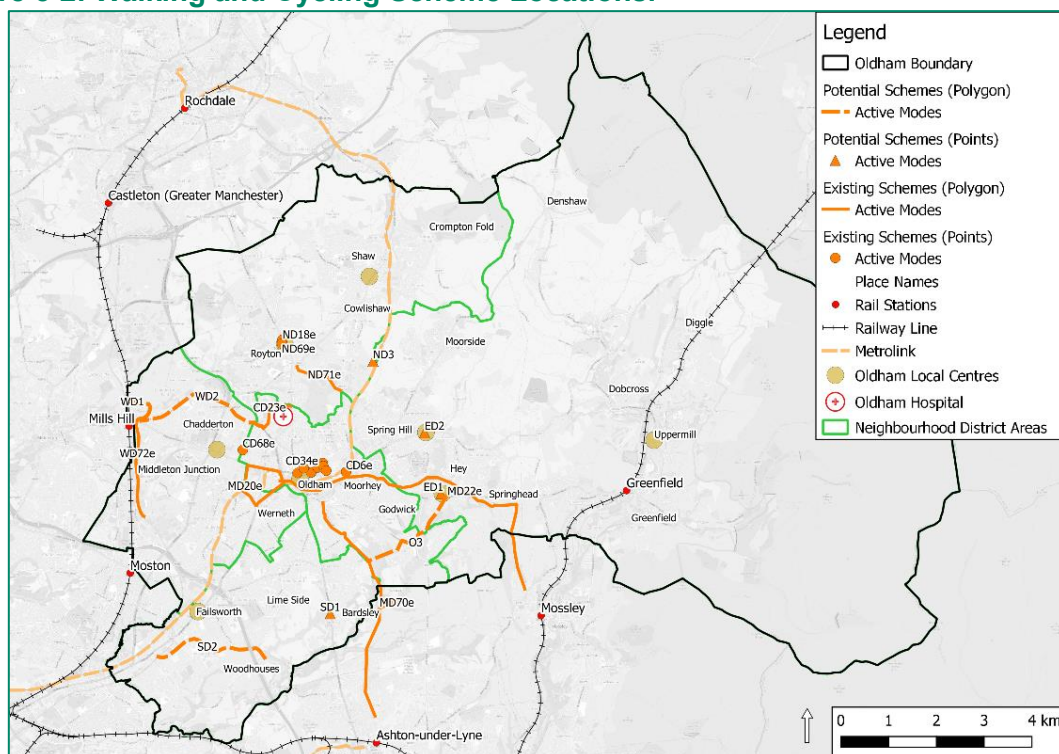 Walking and Cycling Scheme Locations.
Rochdale
Castleton (Greater Manchester)
Denshaw
Crompton Fold
Shaw
Cowlishaw
Diggle
ND18e
ND69e
Royton
Moorside
ND3
ND71e
Dobcross
WD1
WD2
CD23e
Mills Hill
Chadderton
Spring Hill
ED2
Uppermill
CD68e
WD72e
Middleton Junction
CD34e
CD6e
Hey
MD20e
Oldham
Moorhey
ED1
MD22e
Springhead
Greenfield
Werneth
Godwick
Greenfield
O3
Moston
Lime Side
SD1
Bardsley
MD70e
Mossley
Failsworth
SD2
Woodhouses
Ashton-under-Lyne
Legend
Oldham Boundary
Potential Schemes (Polygon)
Active Modes
Potential Schemes (Points)
Active Modes
Existing Schemes (Polygon)
Active Modes
Existing Schemes (Points)
Active Modes
Place Names
Rail Stations
Railway Line
Metrolink
Oldham Local Centres
Oldham Hospital
Neighbourhood District Areas
0 1 2 3 4 km